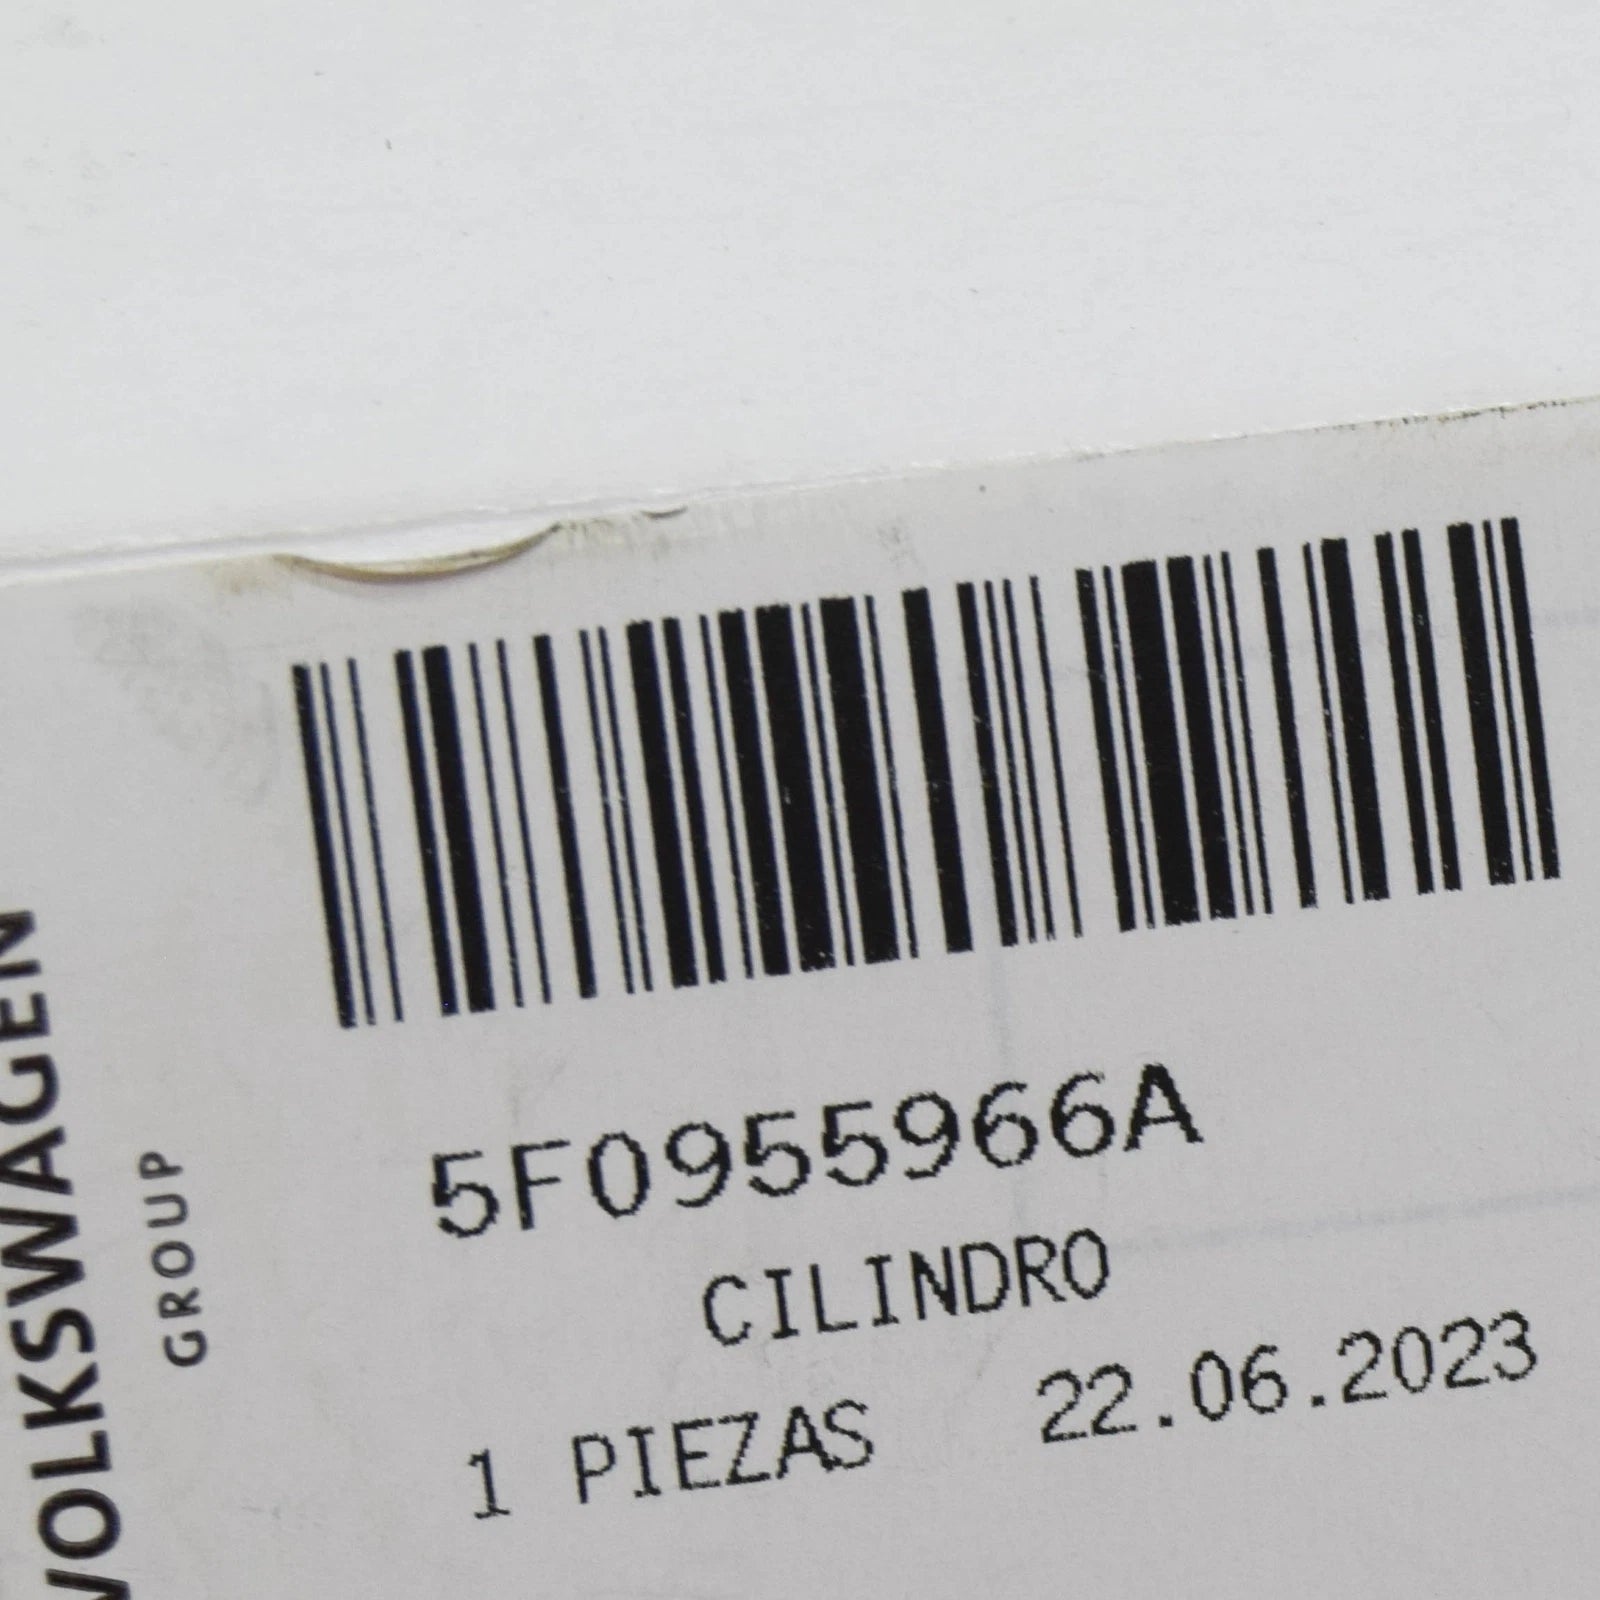 VOLKSWAGEN
GROUP
5F0955966A
CILINDRO
1 PIEZAS 22.06.2023